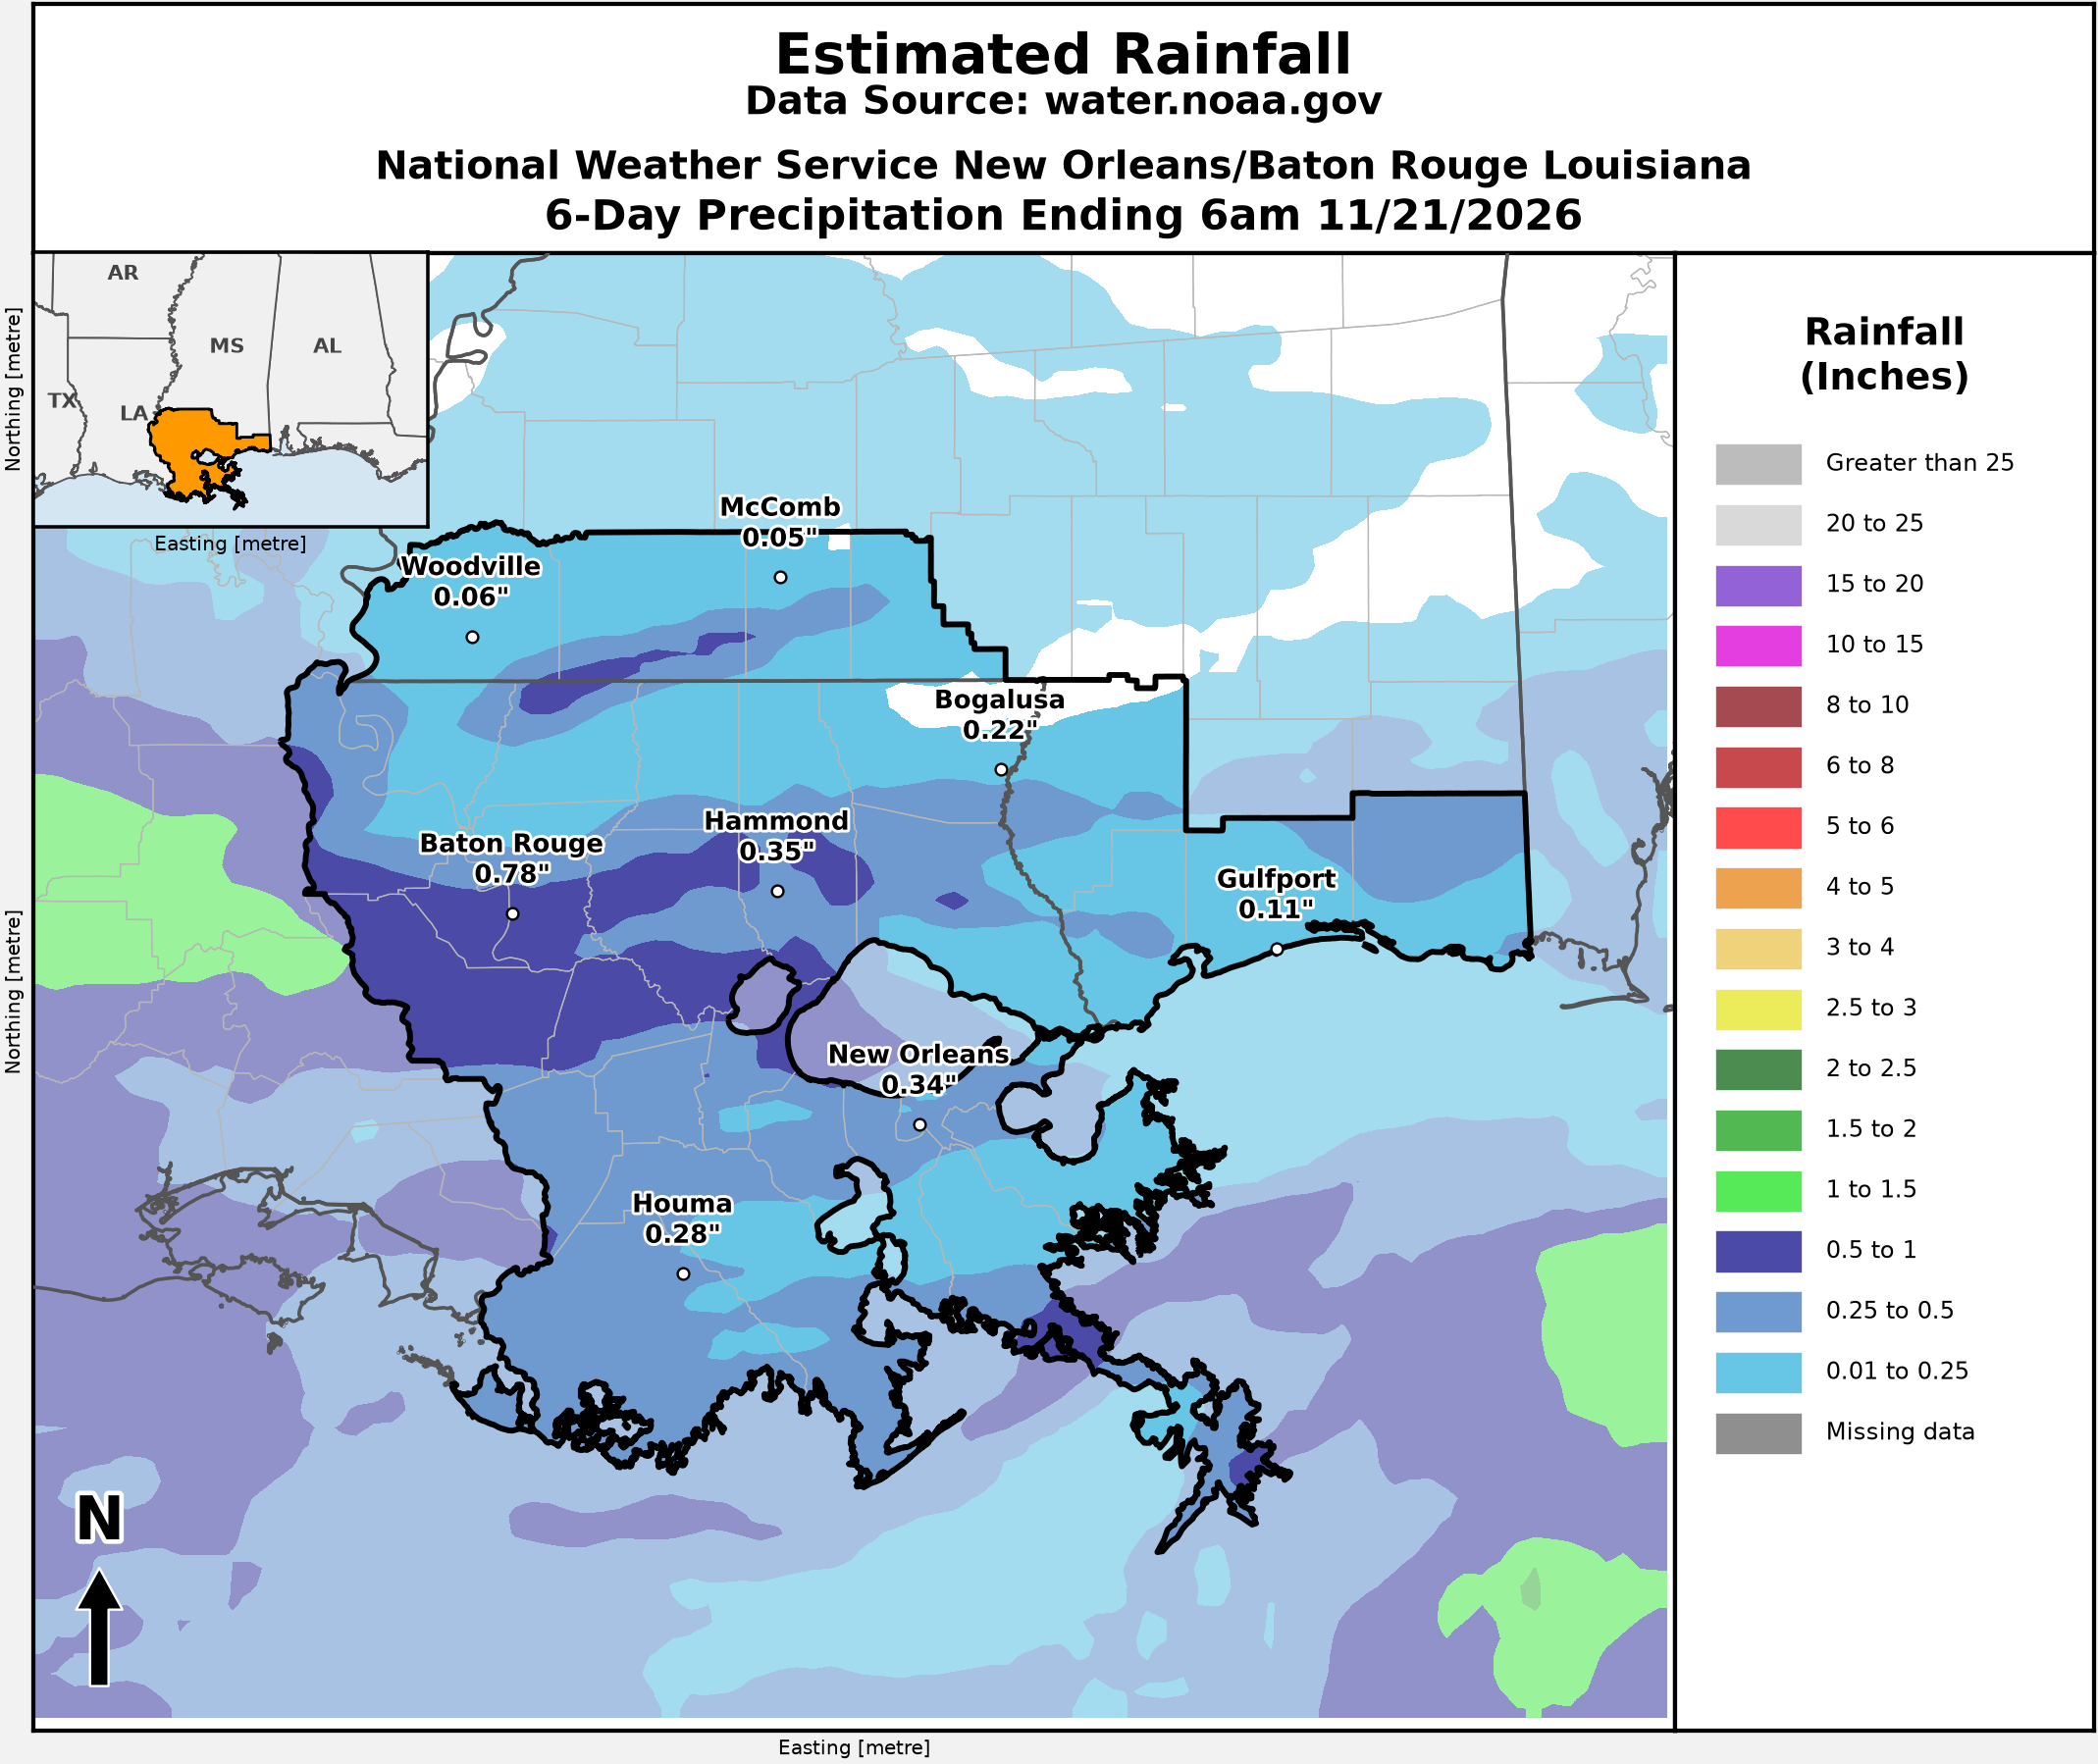 Estimated Rainfall
Data Source: water.noaa.gov
National Weather Service New Orleans/Baton Rouge Louisiana
6-Day Precipitation Ending 6am 11/21/2026
AR
MS
AL
TX
LA
Northing [metre]
Easting [metre]
McComb
0.05"
Woodville
0.06"
Bogalusa
0.22"
Hammond
0.35"
Baton Rouge
0.78"
Gulfport
0.11"
New Orleans
0.34"
Houma
0.28"
N
Northing [metre]
Easting [metre]
Rainfall
(Inches)
Greater than 25
20 to 25
15 to 20
10 to 15
8 to 10
6 to 8
5 to 6
4 to 5
3 to 4
2.5 to 3
2 to 2.5
1.5 to 2
1 to 1.5
0.5 to 1
0.25 to 0.5
0.01 to 0.25
Missing data